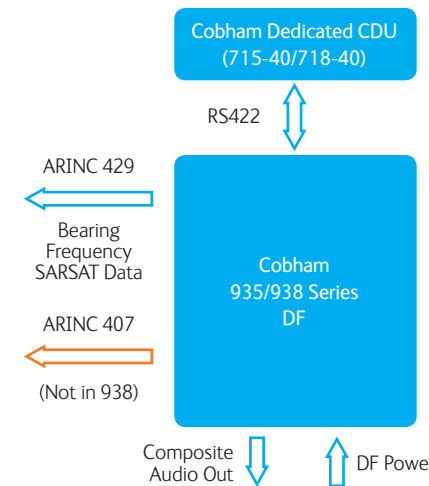 Cobham Dedicated CDU
(715-40/718-40)
RS422
ARINC 429
Bearing
Frequency
SARSAT Data
Cobham
935/938 Series
DF
ARINC 407
(Not in 938)
Composite
Audio Out
DF Powe